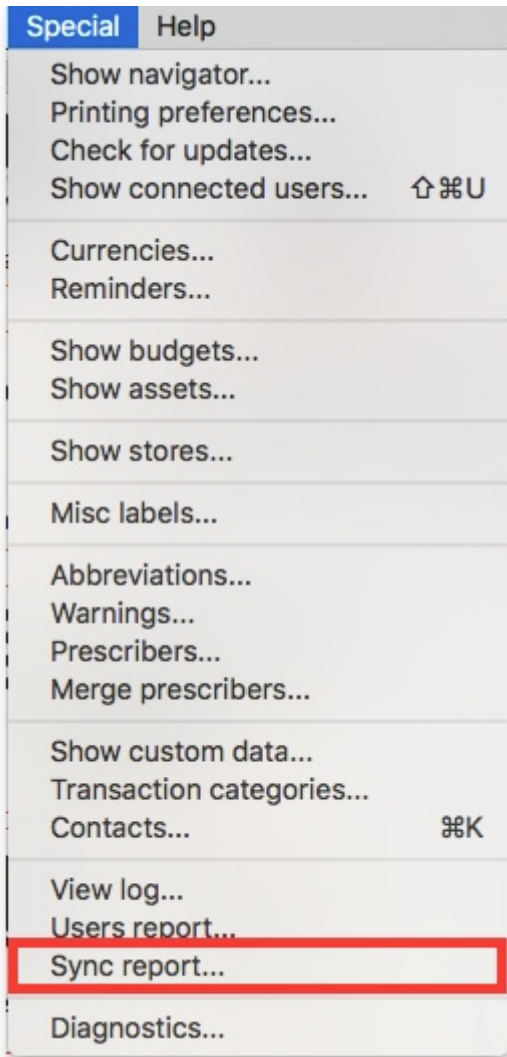 Special Help
Show navigator...
Printing preferences...
Check for updates...
Show connected users... ⇧⌘U
Currencies...
Reminders...
Show budgets...
Show assets...
Show stores...
Misc labels...
Abbreviations...
Warnings...
Prescribers...
Merge prescribers...
Show custom data...
Transaction categories...
Contacts... ⌘K
View log...
Users report...
Sync report...
Diagnostics...